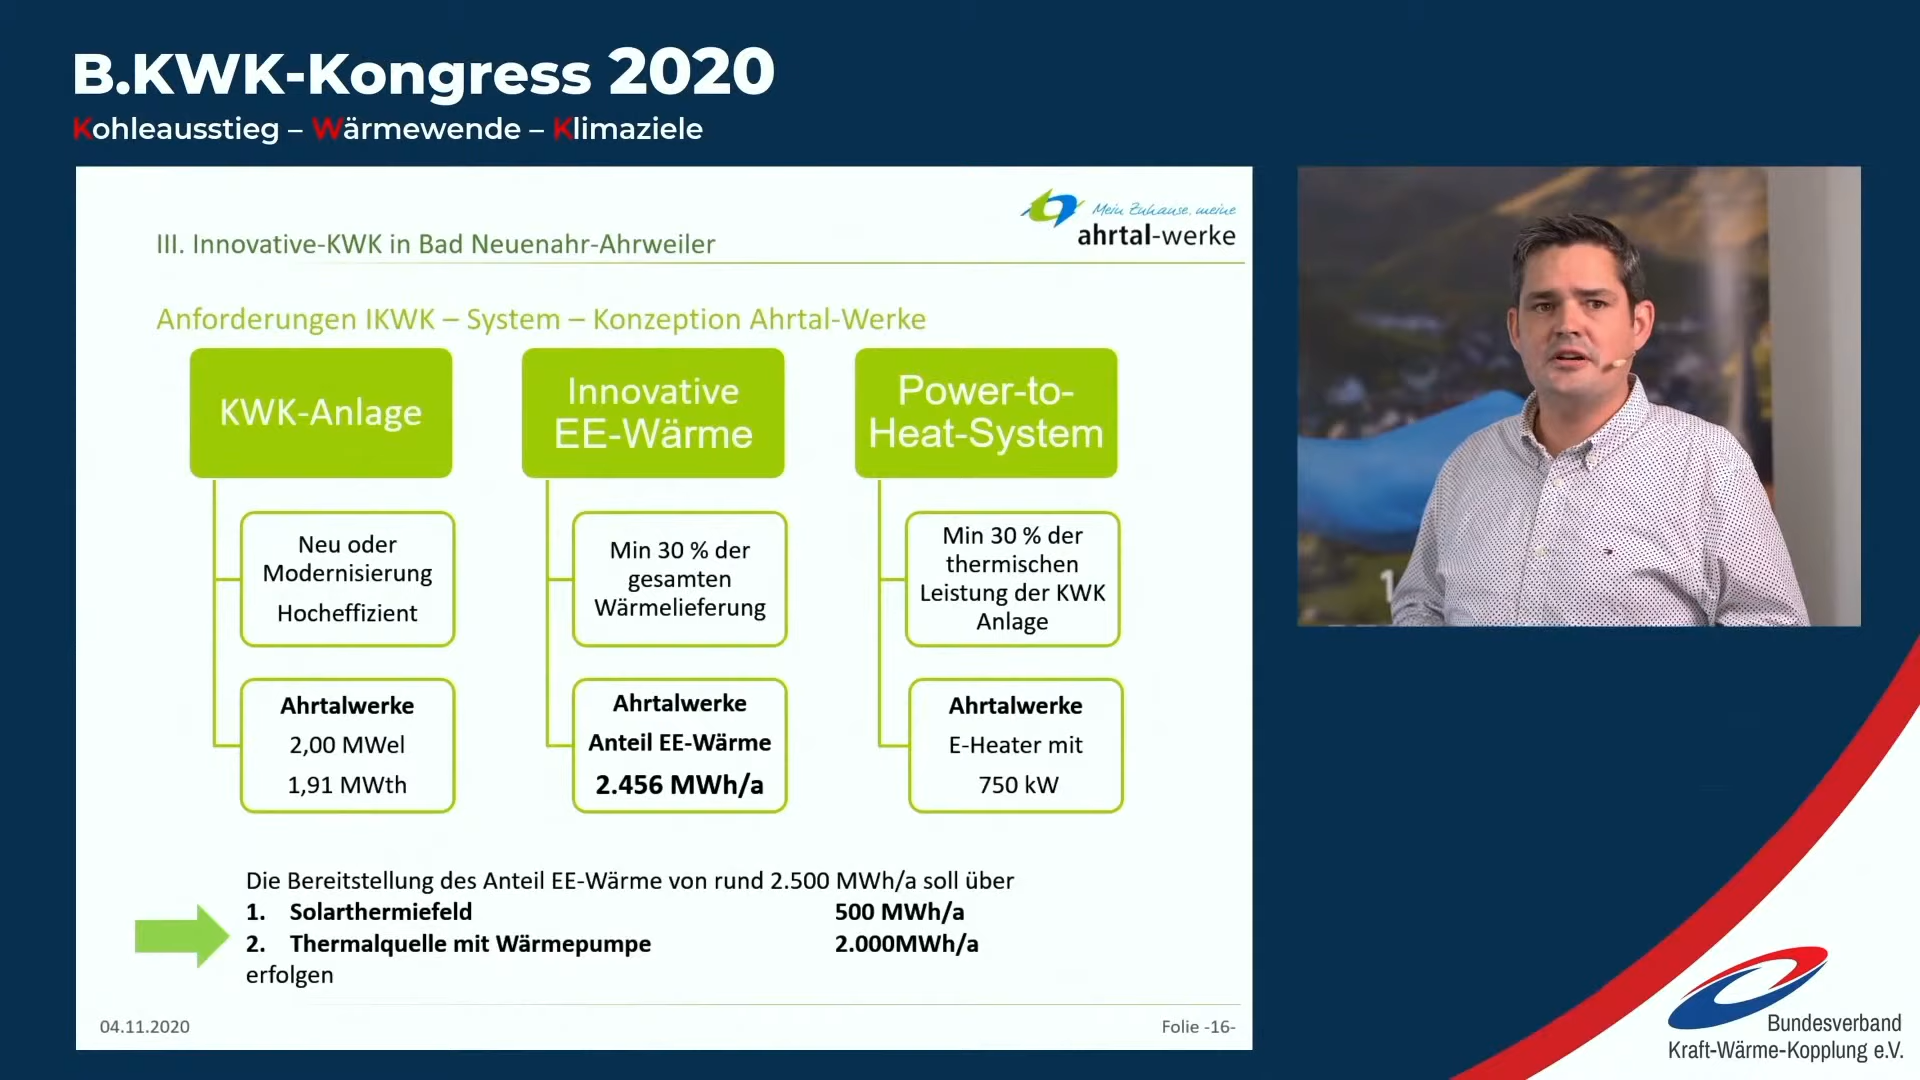 B.KWK-Kongress 2020
Kohleausstieg – Wärmewende – Klimaziele
Mein Zuhause, meine
ahrtal-werke
III. Innovative-KWK in Bad Neuenahr-Ahrweiler
Anforderungen IKWK – System – Konzeption Ahrtal-Werke
KWK-Anlage
Neu oder
Modernisierung
Hocheffizient
Ahrtalwerke
2,00 MWel
1,91 MWth
Innovative
EE-Wärme
Min 30 % der
gesamten
Wärmelieferung
Ahrtalwerke
Anteil EE-Wärme
2.456 MWh/a
Power-to-
Heat-System
Min 30 % der
thermischen
Leistung der KWK
Anlage
Ahrtalwerke
E-Heater mit
750 kW
Die Bereitstellung des Anteil EE-Wärme von rund 2.500 MWh/a soll über
1. Solarthermiefeld 500 MWh/a
2. Thermalquelle mit Wärmepumpe 2.000MWh/a
erfolgen
04.11.2020
Folie -16-
1
Bundesverband
Kraft-Wärme-Kopplung e.V.